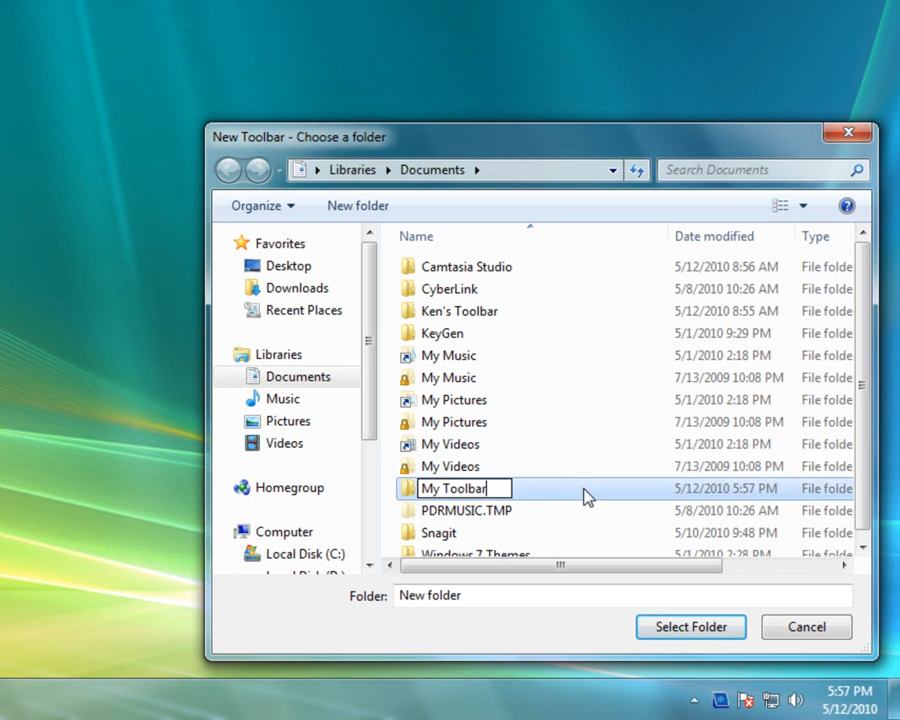 New Toolbar - Choose a folder
Libraries Documents
Search Documents
Organize New folder
Favorites
Desktop
Downloads
Recent Places
Libraries
Documents
Music
Pictures
Videos
Homegroup
Computer
Local Disk (C:)
Name Date modified Type
Camtasia Studio 5/12/2010 8:56 AM File folde
CyberLink 5/8/2010 10:26 AM File folde
Ken's Toolbar 5/12/2010 8:55 AM File folde
KeyGen 5/1/2010 9:29 PM File folde
My Music 5/1/2010 2:18 PM File folde
My Music 7/13/2009 10:08 PM File folde
My Pictures 5/1/2010 2:18 PM File folde
My Pictures 7/13/2009 10:08 PM File folde
My Videos 5/1/2010 2:18 PM File folde
My Videos 7/13/2009 10:08 PM File folde
My Toolbar 5/12/2010 5:57 PM File folde
PDRMUSIC.TMP 5/8/2010 10:26 AM File folde
Snagit 5/10/2010 9:48 PM File folde
Windows 7 Themes 5/1/2010 2:28 PM File folde
Folder: New folder
Select Folder Cancel
5:57 PM
5/12/2010